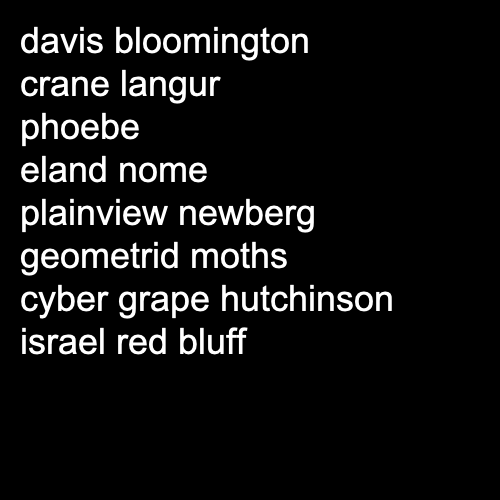 davis bloomington
crane langur
phoebe
eland nome
plainview newberg
geometrid moths
cyber grape hutchinson
israel red bluff